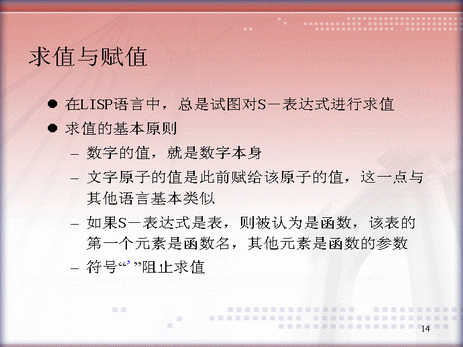 求值与赋值
● 在LISP语言中，总是试图对S－表达式进行求值
● 求值的基本原则
– 数字的值，就是数字本身
– 文字原子的值是此前赋给该原子的值，这一点与
其他语言基本类似
– 如果S－表达式是表，则被认为是函数，该表的
第一个元素是函数名，其他元素是函数的参数
– 符号“ ’ ”阻止求值
14